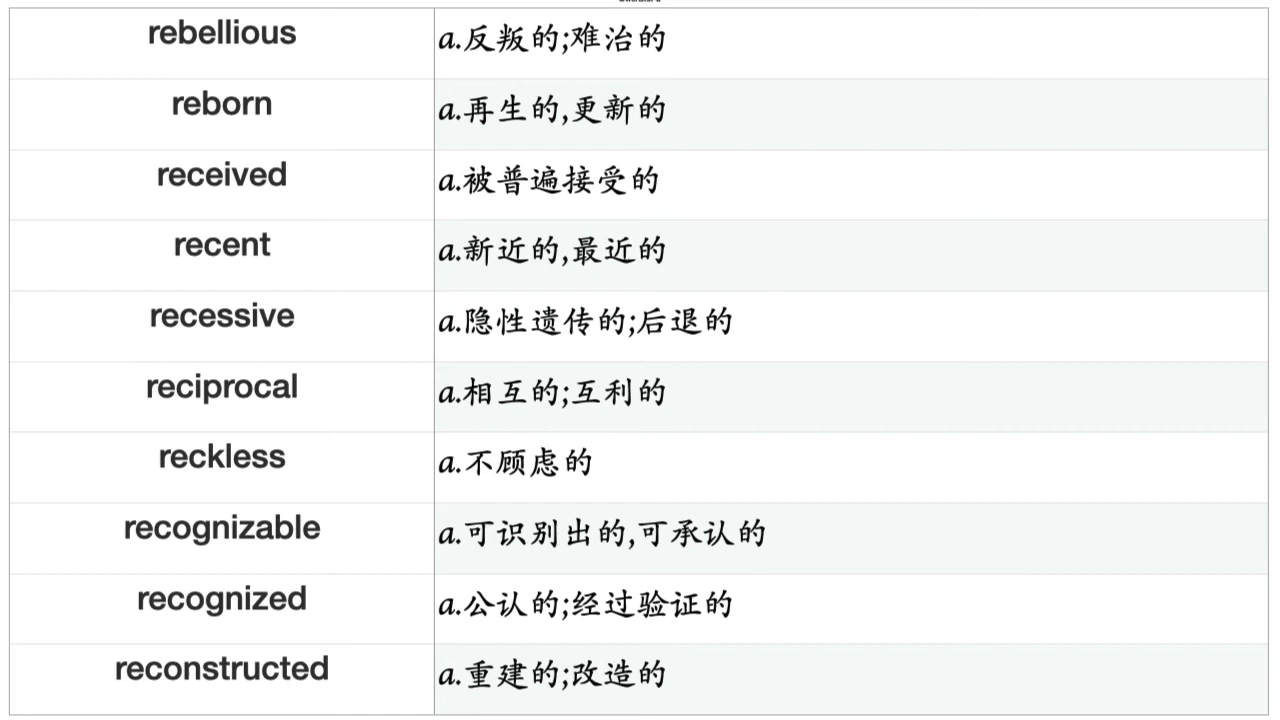 rebellious a.反叛的;难治的
reborn a.再生的,更新的
received a.被普遍接受的
recent a.新近的,最近的
recessive a.隐性遗传的;后退的
reciprocal a.相互的;互利的
reckless a.不顾虑的
recognizable a.可识别出的,可承认的
recognized a.公认的;经过验证的
reconstructed a.重建的;改造的